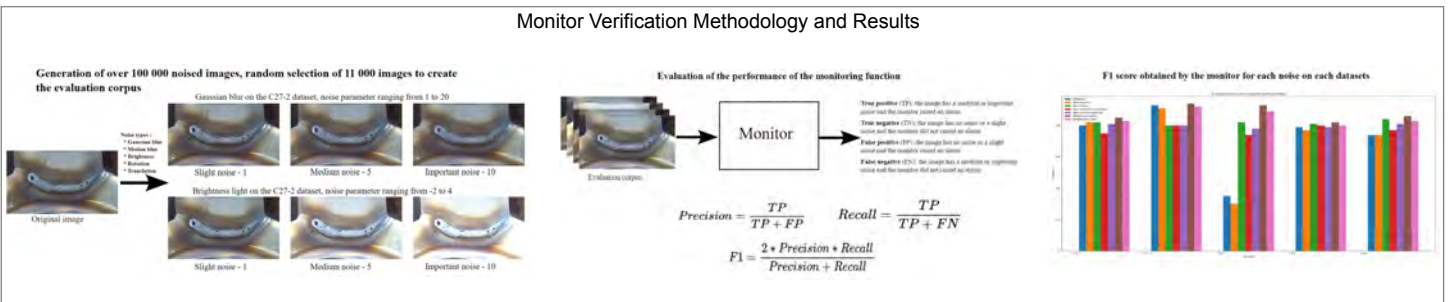 Monitor Verification Methodology and Results
Generation of over 100 000 noised images, random selection of 11 000 images to create
the evaluation corpus
Gaussian blur on the C27-2 dataset, noise parameter ranging from 1 to 20
Noise types :
* Gaussian blur
* Motion blur
* Brightness
* Rotation
* Translation
Original image
Slight noise - 1
Medium noise - 5
Important noise - 10
Brightness light on the C27-2 dataset, noise parameter ranging from -2 to 4
Slight noise - 1
Medium noise - 5
Important noise - 10
Evaluation of the performance of the monitoring function
Evaluation corpus
Monitor
True positive (TP): the image has a medium or important
noise and the monitor raised an alarm
True negative (TN): the image has no noise or a slight
noise and the monitor did not raised an alarm
False positive (FP): the image has no noise or a slight
noise and the monitor raised an alarm
False negative (FN): the image has a medium or important
noise and the monitor did not raised an alarm
Precision = TP / TP + FP
Recall = TP / TP + FN
F1 = 2 * Precision * Recall / Precision + Recall
F1 score obtained by the monitor for each noise on each datasets